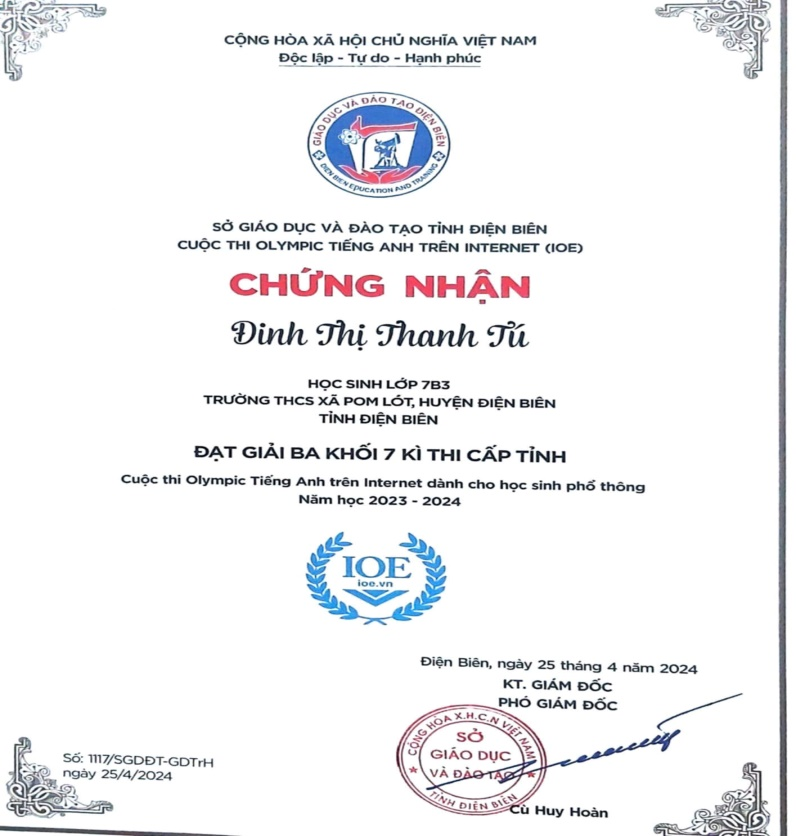 CỘNG HÒA XÃ HỘI CHỦ NGHĨA VIỆT NAM
Độc lập - Tự do - Hạnh phúc
GIÁO DỤC VÀ ĐÀO TẠO ĐIỆN BIÊN
DIEN BIEN EDUCATION AND TRAINING
SỞ GIÁO DỤC VÀ ĐÀO TẠO TỈNH ĐIỆN BIÊN
CUỘC THI OLYMPIC TIẾNG ANH TRÊN INTERNET (IOE)
CHỨNG NHẬN
Đinh Thị Thanh Tú
HỌC SINH LỚP 7B3
TRƯỜNG THCS XÃ POM LÓT, HUYỆN ĐIỆN BIÊN
TỈNH ĐIỆN BIÊN
ĐẠT GIẢI BA KHỐI 7 KÌ THI CẤP TỈNH
Cuộc thi Olympic Tiếng Anh trên Internet dành cho học sinh phổ thông
Năm học 2023 - 2024
IOE
ioe.vn
Điện Biên, ngày 25 tháng 4 năm 2024
KT. GIÁM ĐỐC
PHÓ GIÁM ĐỐC
CỘNG HÒA X.H.C.N VIỆT NAM
SỞ
GIÁO DỤC
VÀ ĐÀO TẠO
TỈNH ĐIỆN BIÊN
Cù Huy Hoàn
Số: 1117/SGDĐT-GDTrH
ngày 25/4/2024